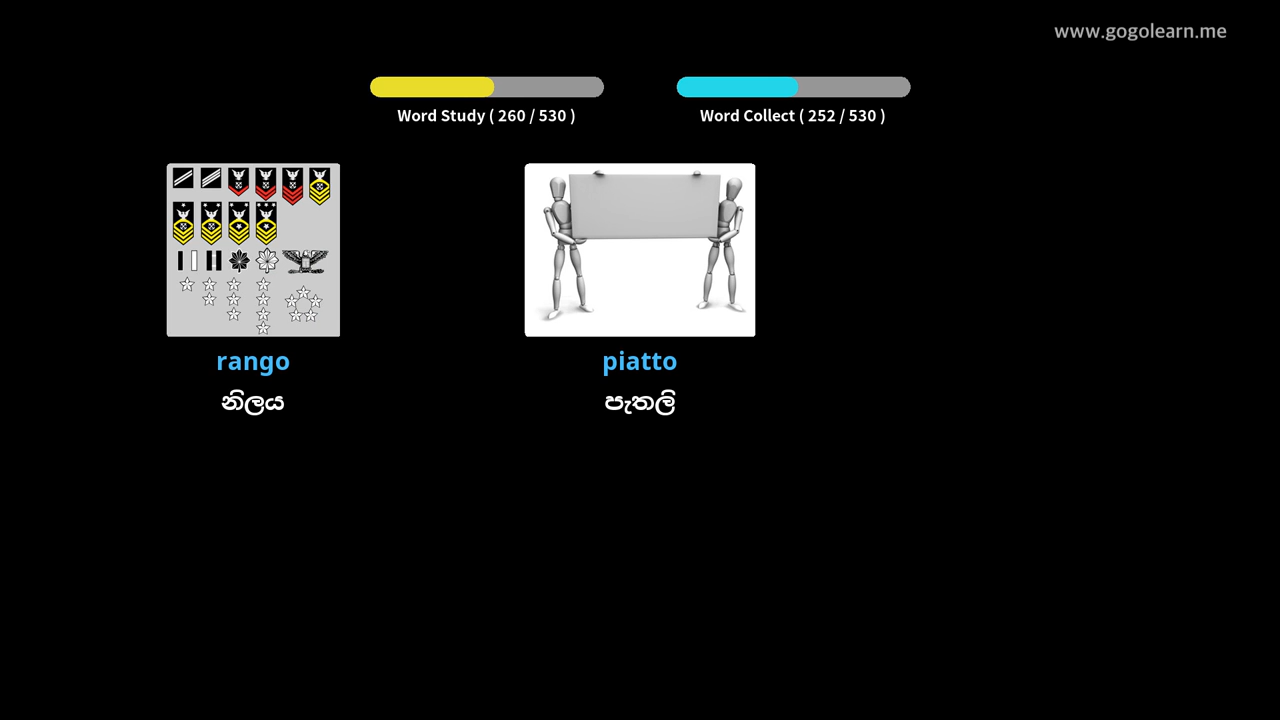 www.gogolearn.me
Word Study ( 260 / 530 )
Word Collect ( 252 / 530 )
rango
නිලය
piatto
පැතලි